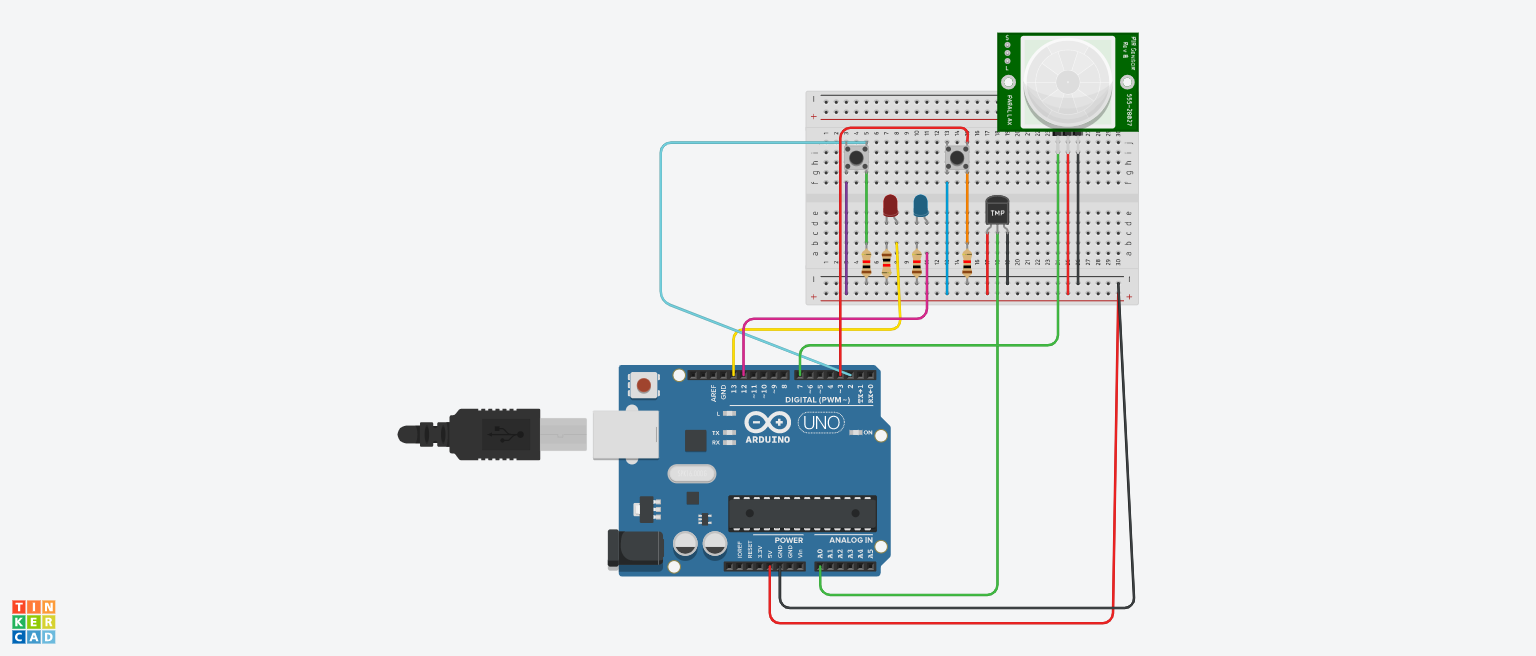 PIR Sensor
Rev B
555-28027
PARALLAX
S
L
TMP
AREF
GND
13
12
~11
~10
~9
8
7
~6
~5
4
~3
2
TX→1
RX←0
DIGITAL (PWM~)
L
TX
RX
ARDUINO
UNO
ON
POWER
ANALOG IN
IOREF
RESET
3.3V
5V
GND
GND
Vin
A0
A1
A2
A3
A4
A5
TIN
KER
CAD